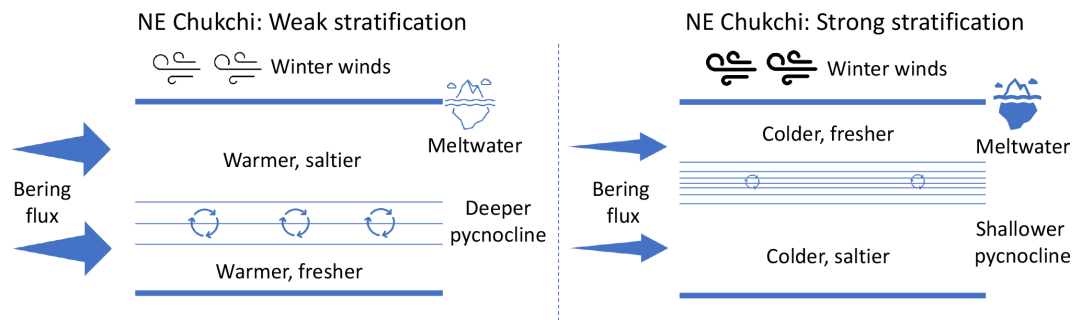 NE Chukchi: Weak stratification
Winter winds
Meltwater
Warmer, saltier
Bering
flux
Deeper
pycnocline
Warmer, fresher
NE Chukchi: Strong stratification
Winter winds
Colder, fresher
Meltwater
Bering
flux
Shallower
pycnocline
Colder, saltier